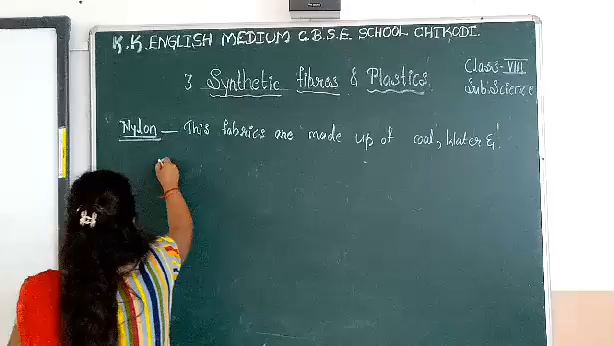 K.K. ENGLISH MEDIUM C.B.S.E. SCHOOL CHIKODI.
Class-VIII
3 Synthetic fibres & Plastics.
Sub:Science
Nylon — This fabrics are made up of coal, Water &